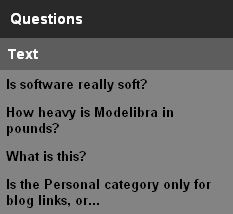 Questions
Text
Is software really soft?
How heavy is Modelibra in
pounds?
What is this?
Is the Personal category only for
blog links, or...